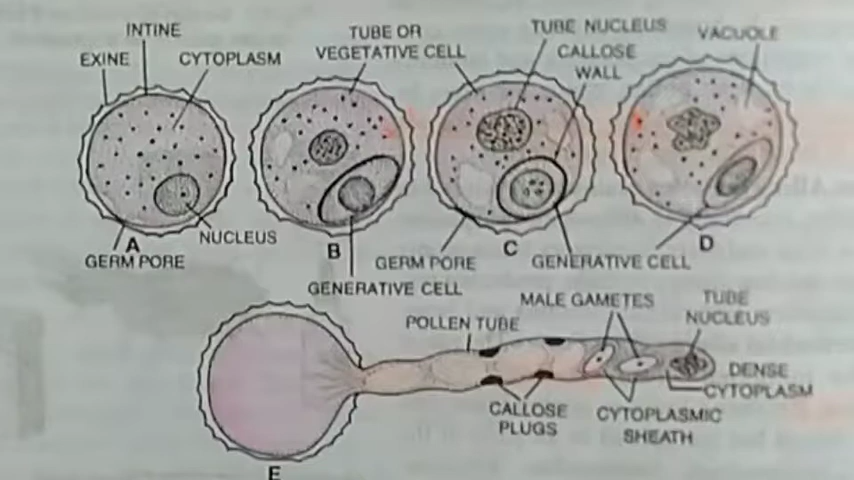 INTINE
EXINE
CYTOPLASM
TUBE OR
VEGETATIVE CELL
TUBE NUCLEUS
CALLOSE
WALL
VACUOLE
A
NUCLEUS
GERM PORE
B
GENERATIVE CELL
C
GERM PORE
GENERATIVE CELL
D
POLLEN TUBE
MALE GAMETES
TUBE
NUCLEUS
DENSE
CYTOPLASM
CALLOSE
PLUGS
CYTOPLASMIC
SHEATH
E